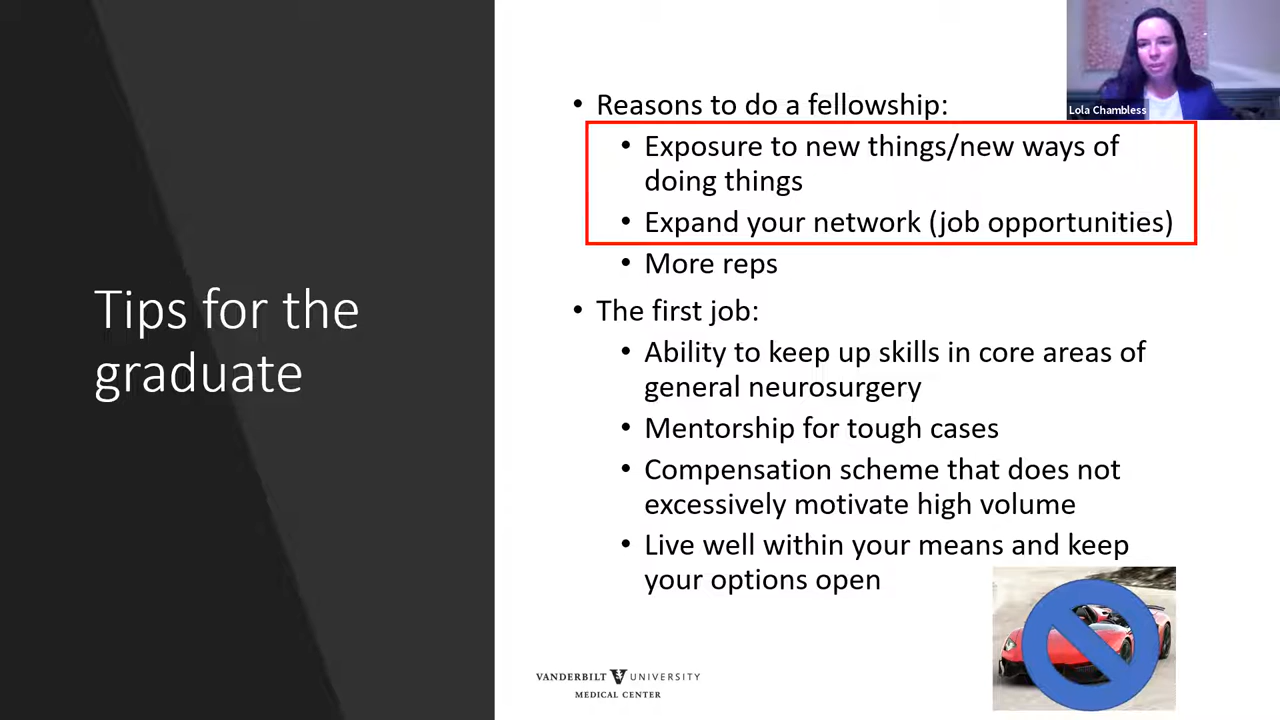 Lola Chambless
Tips for the
graduate
• Reasons to do a fellowship:
• Exposure to new things/new ways of
doing things
• Expand your network (job opportunities)
• More reps
• The first job:
• Ability to keep up skills in core areas of
general neurosurgery
• Mentorship for tough cases
• Compensation scheme that does not
excessively motivate high volume
• Live well within your means and keep
your options open
VANDERBILT V UNIVERSITY
MEDICAL CENTER